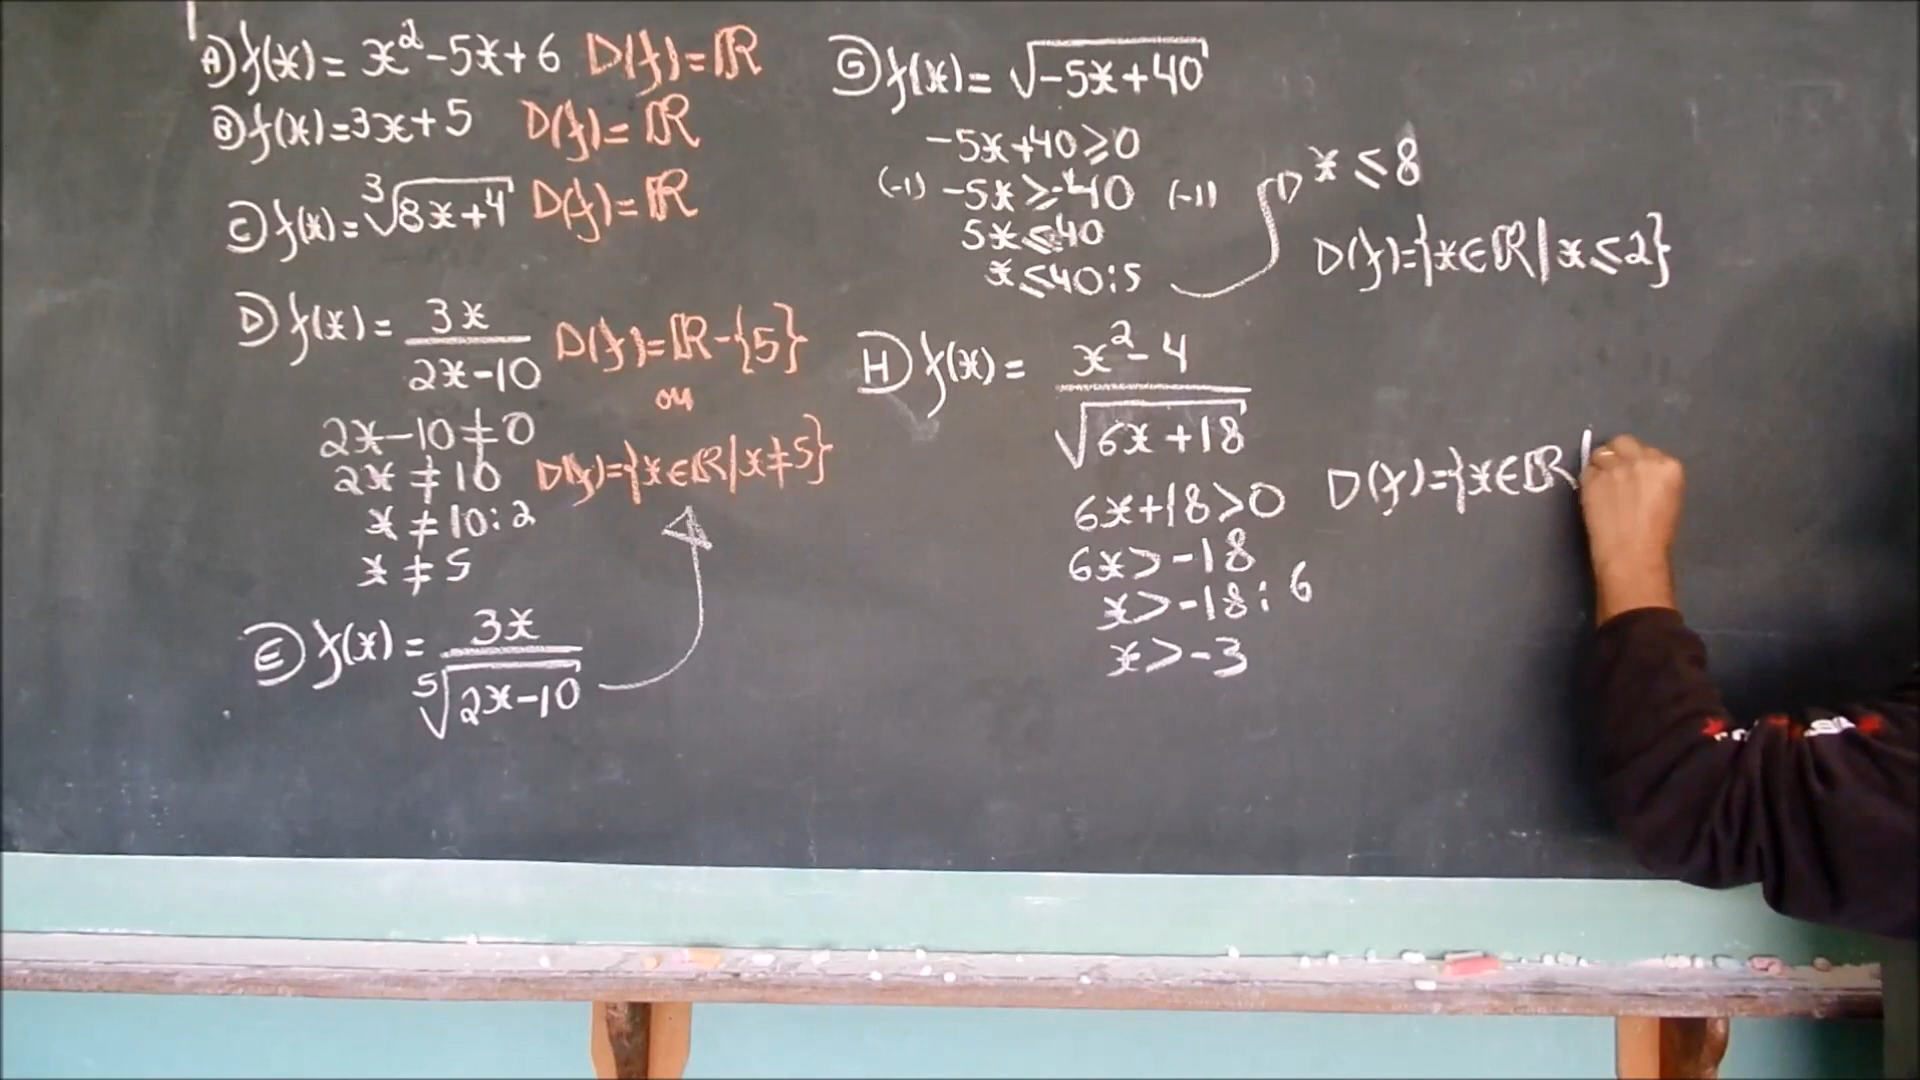 A) f(x) = x² - 5x + 6 D(f) = ℝ
B) f(x) = 3x + 5 D(f) = ℝ
C) f(x) = ∛(8x + 4) D(f) = ℝ
D) f(x) = 3x / (2x - 10) D(f) = ℝ - {5}
ou
2x - 10 ≠ 0
2x ≠ 10 D(f) = {x ∈ ℝ | x ≠ 5}
x ≠ 10 : 2
x ≠ 5
E) f(x) = 3x / ⁵√(2x - 10)
G) f(x) = √(-5x + 40)
-5x + 40 ≥ 0
(-1) -5x ≥ -40 (-1)
5x ≤ 40
x ≤ 40 : 5
x ≤ 8
D(f) = {x ∈ ℝ | x ≤ 2}
H) f(x) = (x² - 4) / √(6x + 18)
6x + 18 > 0
6x > -18
x > -18 : 6
x > -3
D(f) = {x ∈ ℝ |